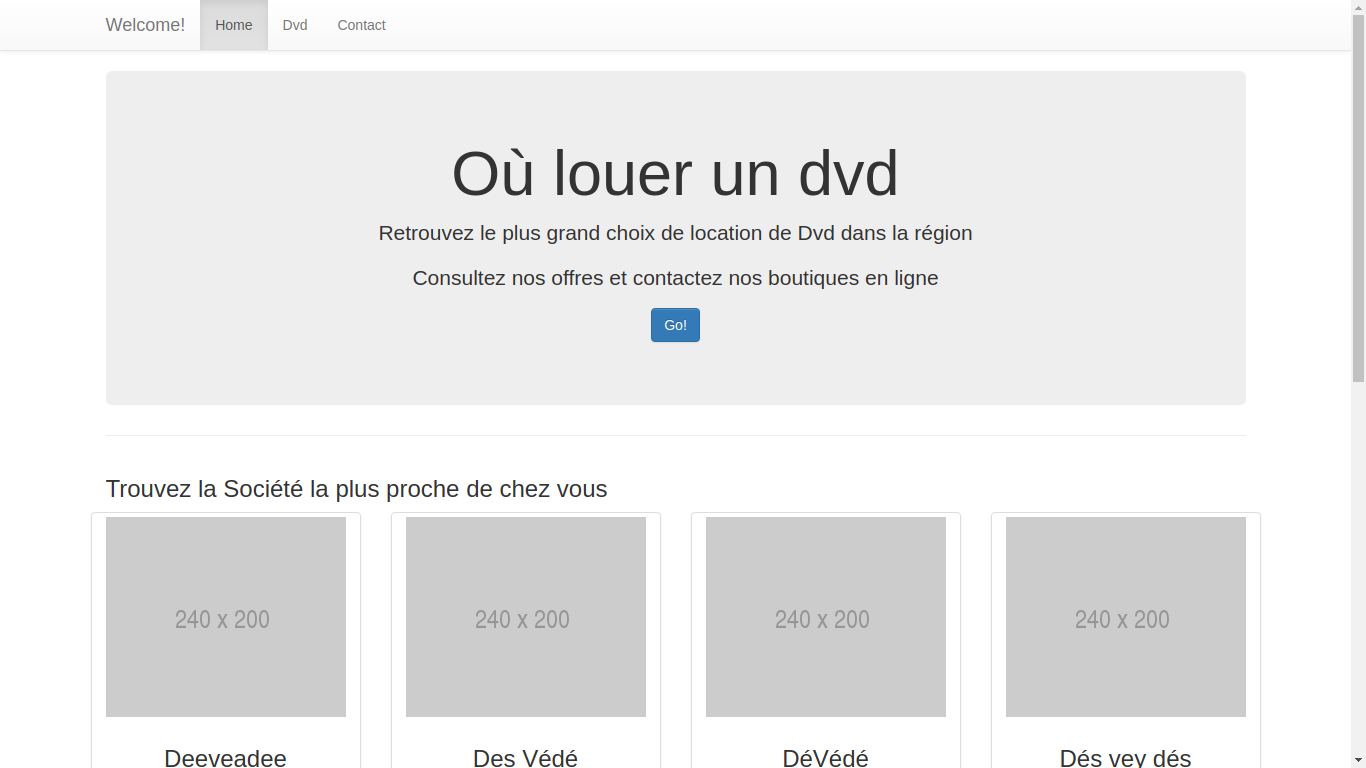 Welcome! Home Dvd Contact
Où louer un dvd
Retrouvez le plus grand choix de location de Dvd dans la région
Consultez nos offres et contactez nos boutiques en ligne
Go!
Trouvez la Société la plus proche de chez vous
240 x 200 240 x 200 240 x 200 240 x 200
Deeveadee Des Védé DéVédé Dés vey dés